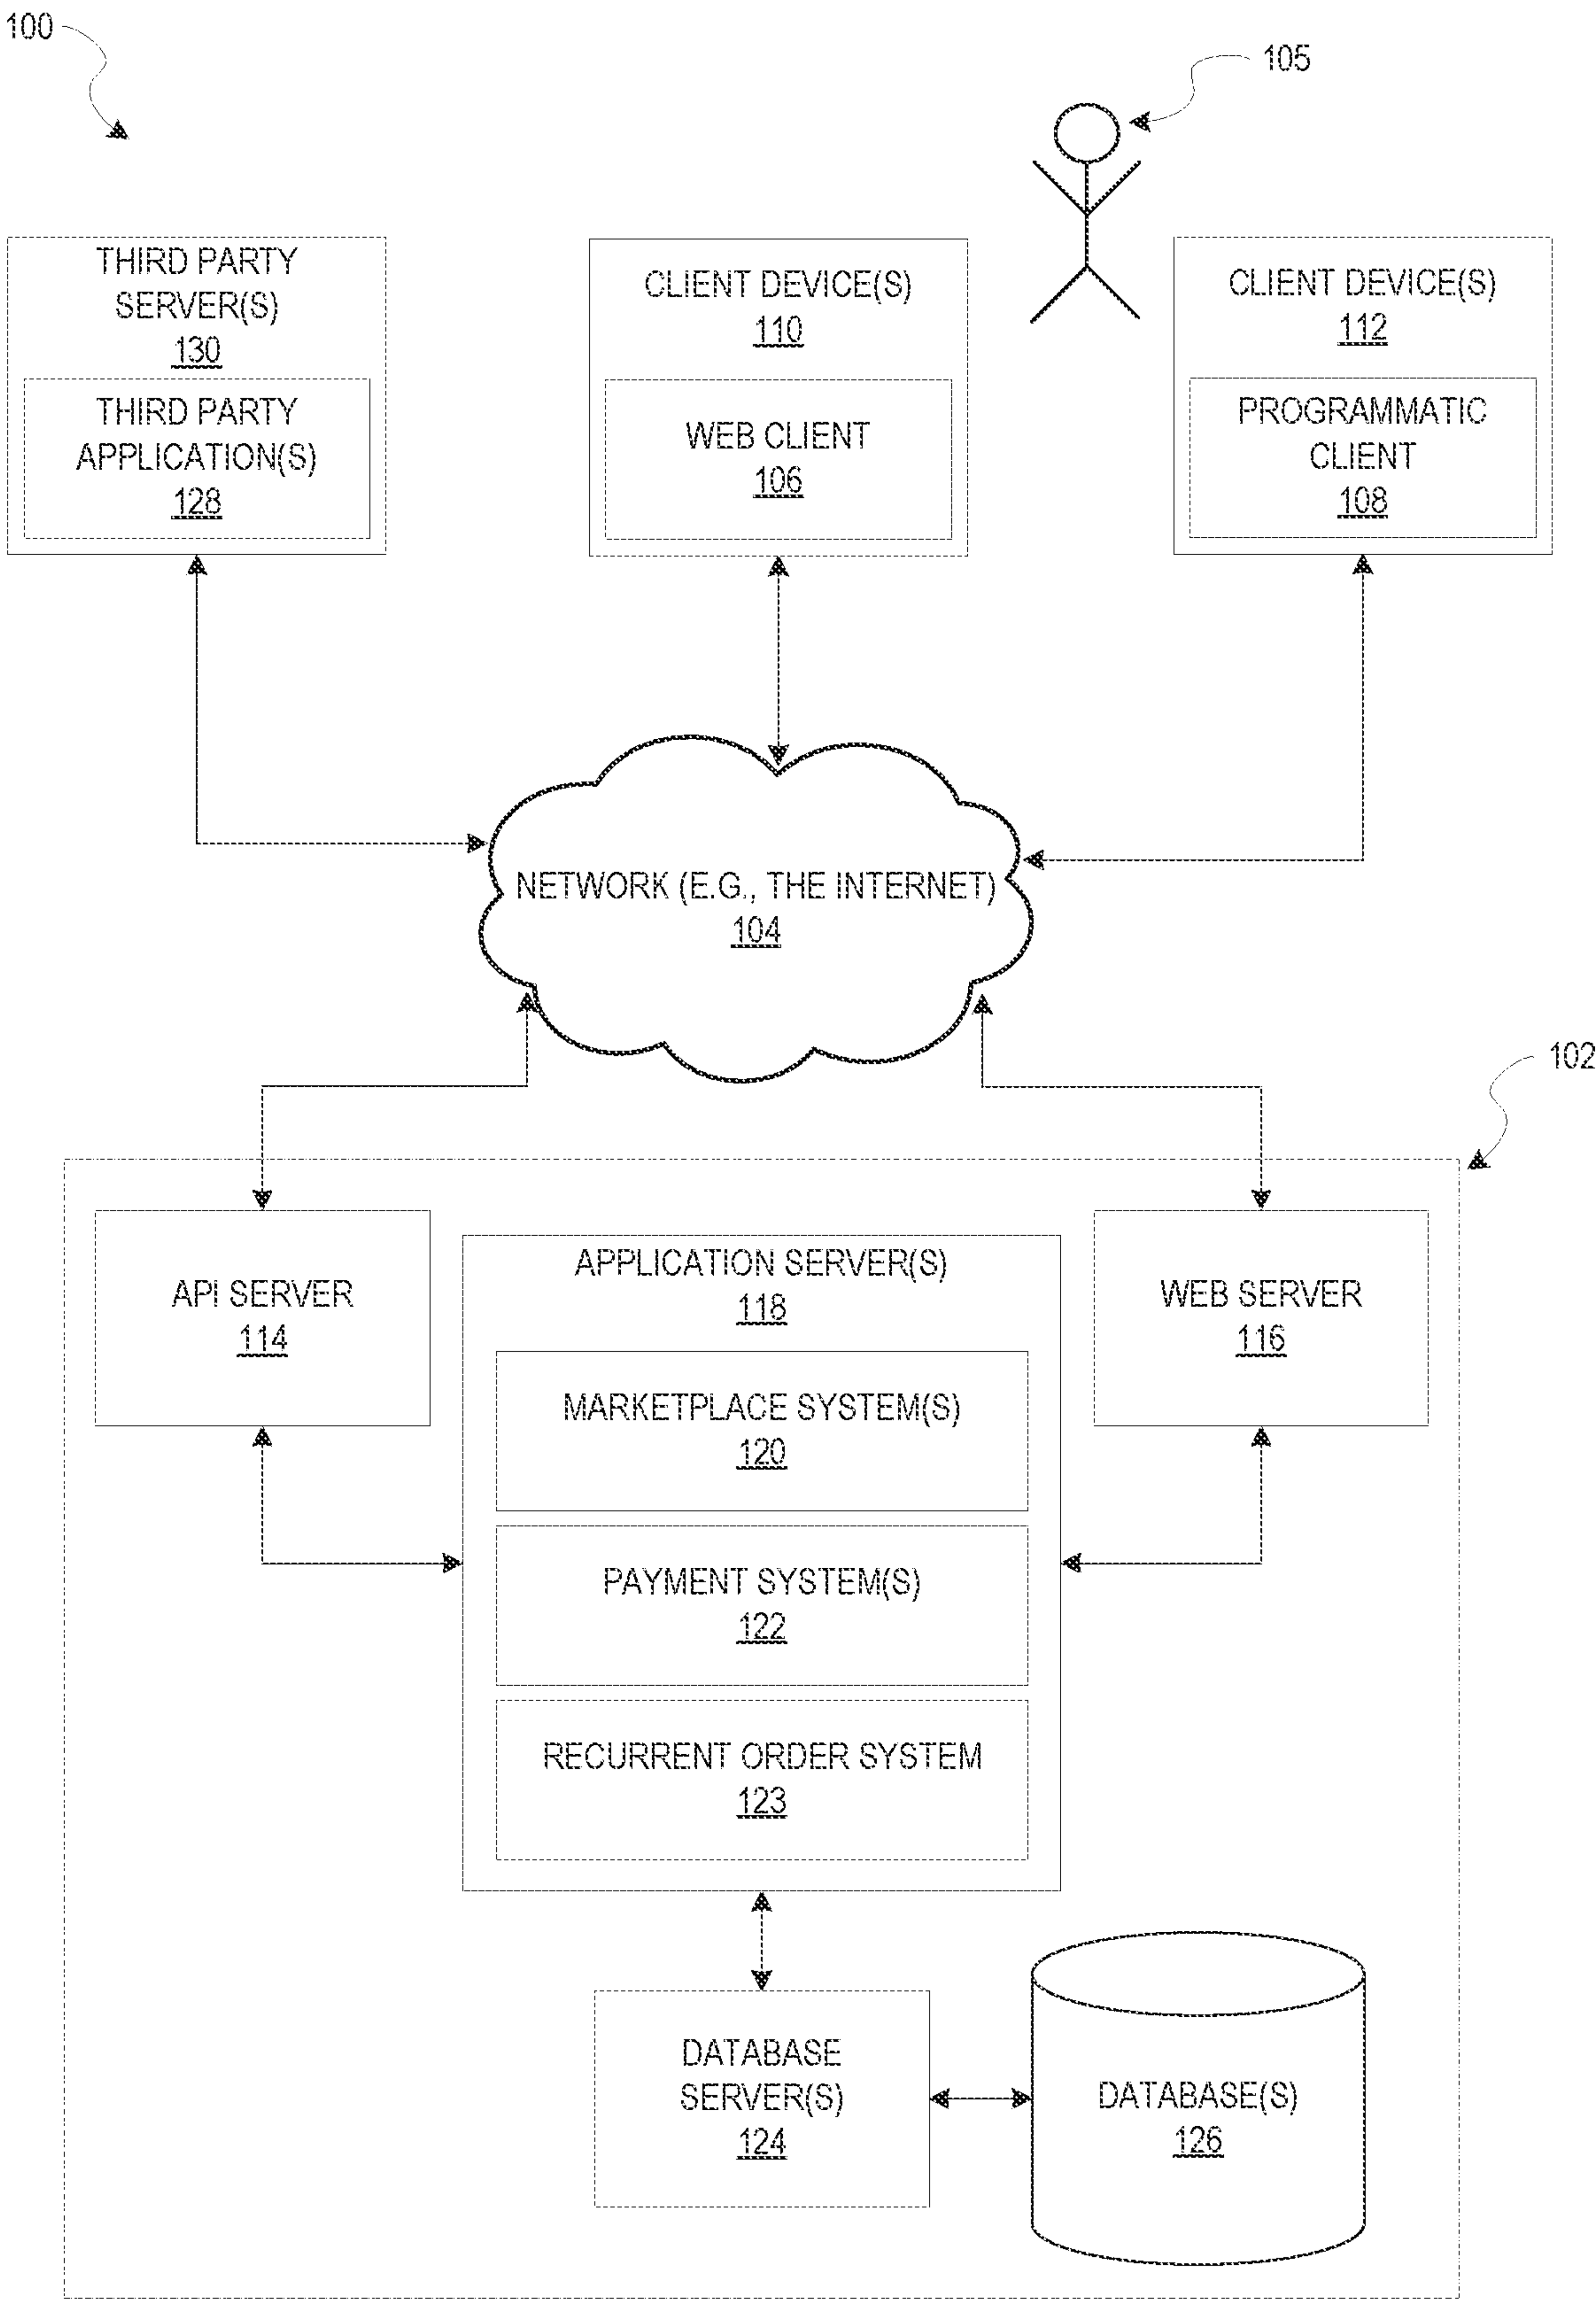 100
105
THIRD PARTY
SERVER(S)
130
THIRD PARTY
APPLICATION(S)
128
CLIENT DEVICE(S)
110
WEB CLIENT
106
CLIENT DEVICE(S)
112
PROGRAMMATIC
CLIENT
108
NETWORK (E.G., THE INTERNET)
104
102
API SERVER
114
APPLICATION SERVER(S)
118
MARKETPLACE SYSTEM(S)
120
PAYMENT SYSTEM(S)
122
RECURRENT ORDER SYSTEM
123
WEB SERVER
116
DATABASE
SERVER(S)
124
DATABASE(S)
126